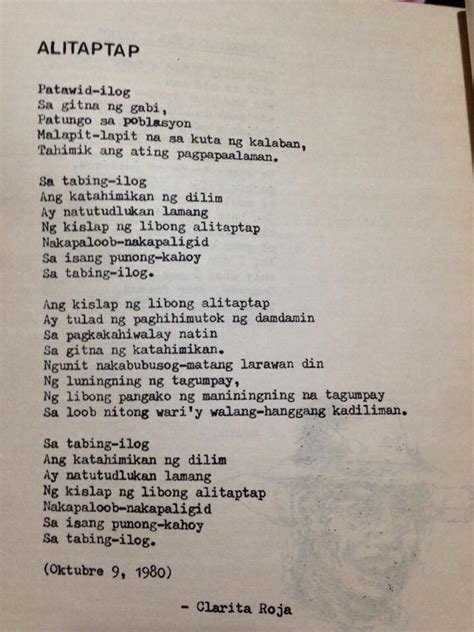 ALITAPTAP
Patawid-ilog
Sa gitna ng gabi,
Patungo sa poblasyon
Malapit-lapit na sa kuta ng kalaban,
Tahimik ang ating pagpapaalaman.
Sa tabing-ilog
Ang katahimikan ng dilim
Ay natutudlukan lamang
Ng kislap ng libong alitaptap
Nakapaloob-nakapaligid
Sa isang punong-kahoy
Sa tabing-ilog.
Ang kislap ng libong alitaptap
Ay tulad ng paghihimutok ng damdamin
Sa pagkakahiwalay natin
Sa gitna ng katahimikan.
Ngunit nakabubusog-matang larawan din
Ng luningning ng tagumpay,
Ng libong pangako ng maniningning na tagumpay
Sa loob nitong wari'y walang-hanggang kadiliman.
Sa tabing-ilog
Ang katahimikan ng dilim
Ay natutudlukan lamang
Ng kislap ng libong alitaptap
Nakapaloob-nakapaligid
Sa isang punong-kahoy
Sa tabing-ilog.
(Oktubre 9, 1980)
- Clarita Roja